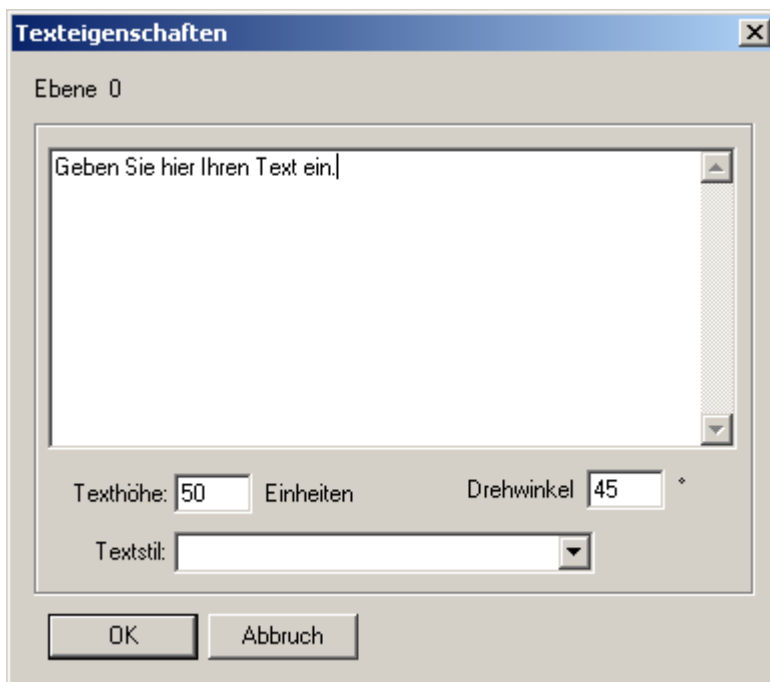 Texteigenschaften
Ebene 0
Geben Sie hier Ihren Text ein.
Texthöhe: 50 Einheiten Drehwinkel 45 °
Textstil:
OK Abbruch